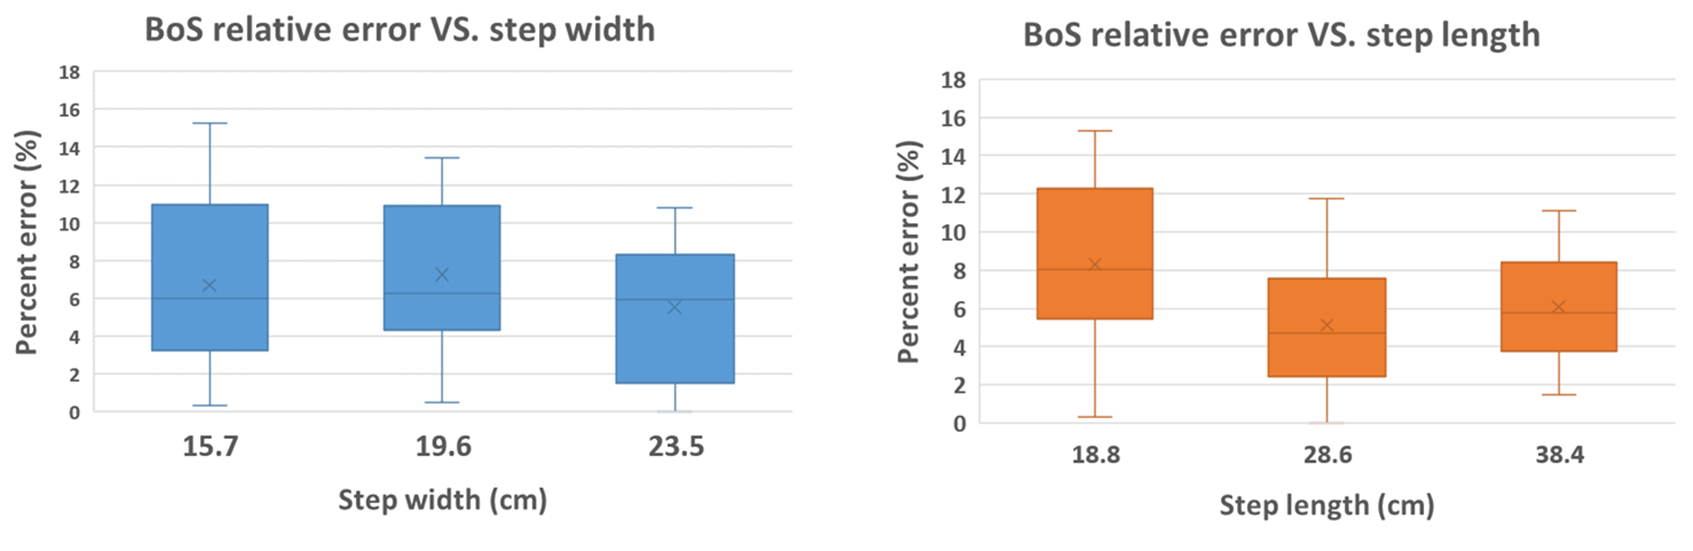 BoS relative error VS. step width
Percent error (%)
18
16
14
12
10
8
6
4
2
0
15.7 19.6 23.5
Step width (cm)
BoS relative error VS. step length
Percent error (%)
18
16
14
12
10
8
6
4
2
0
18.8 28.6 38.4
Step length (cm)